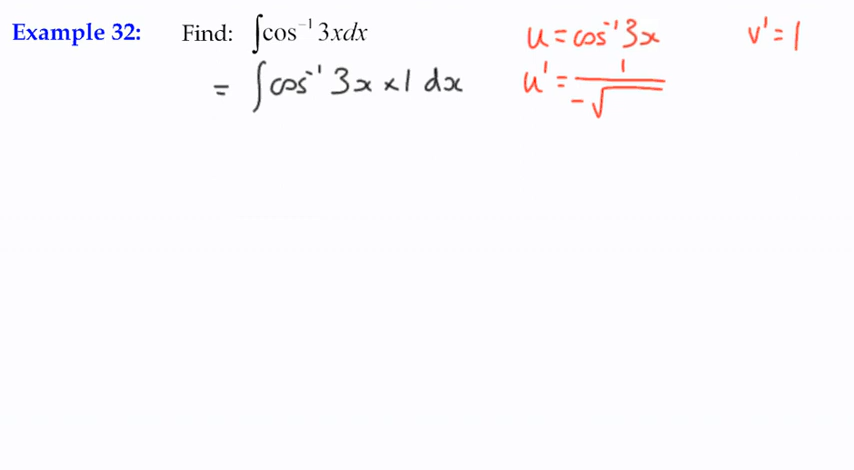 Example 32: Find: ∫cos⁻¹ 3xdx
= ∫ cos⁻¹ 3x × 1 dx
u = cos⁻¹ 3x
v' = 1
u' = 1/-√